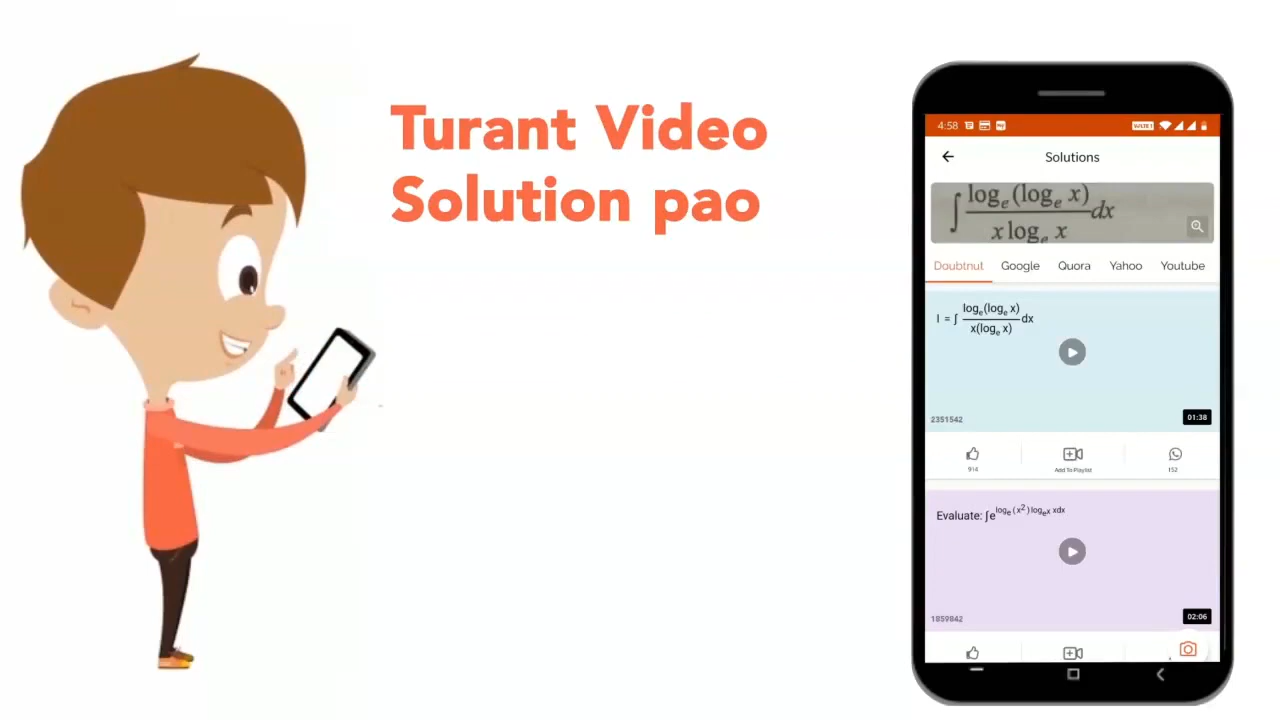 Turant Video
Solution pao
4:58
Solutions
∫ log_e (log_e x) / x log_e x dx
Doubtnut Google Quora Yahoo Youtube
I = ∫ log_e(log_e x) / x(log_e x) dx
2351542 01:38
914 Add To Playlist 152
Evaluate: ∫e^log_e (x^2) log_e x xdx
1859842 02:06